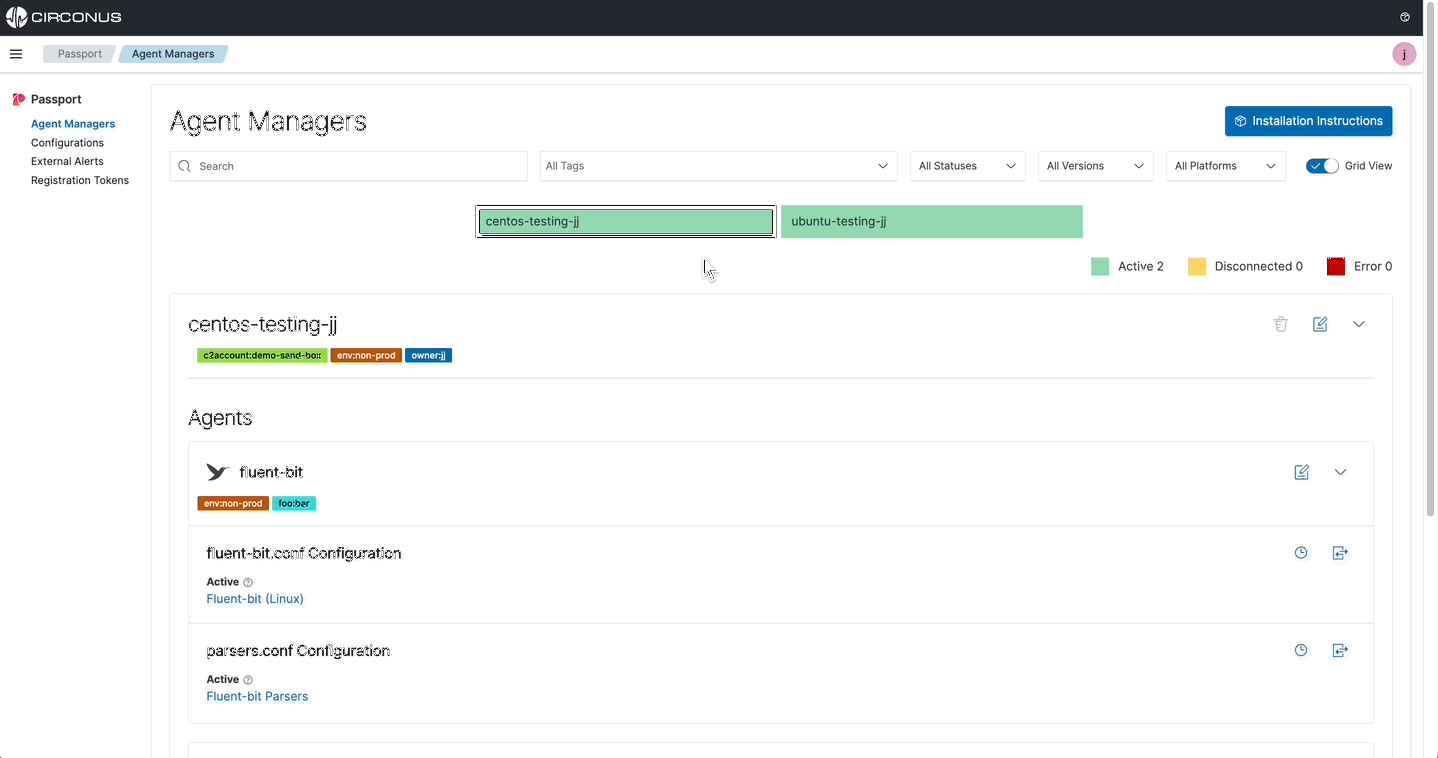 CIRCONUS
Passport Agent Managers j
Passport
Agent Managers
Configurations
External Alerts
Registration Tokens
Agent Managers
Installation Instructions
Search All Tags All Statuses All Versions All Platforms Grid View
centos-testing-jj ubuntu-testing-jj
Active 2 Disconnected 0 Error 0
centos-testing-jj
c2account:demo-sand-box env:non-prod owner:jj
Agents
fluent-bit
env:non-prod foo:bar
fluent-bit.conf Configuration
Active
Fluent-bit (Linux)
parsers.conf Configuration
Active
Fluent-bit Parsers